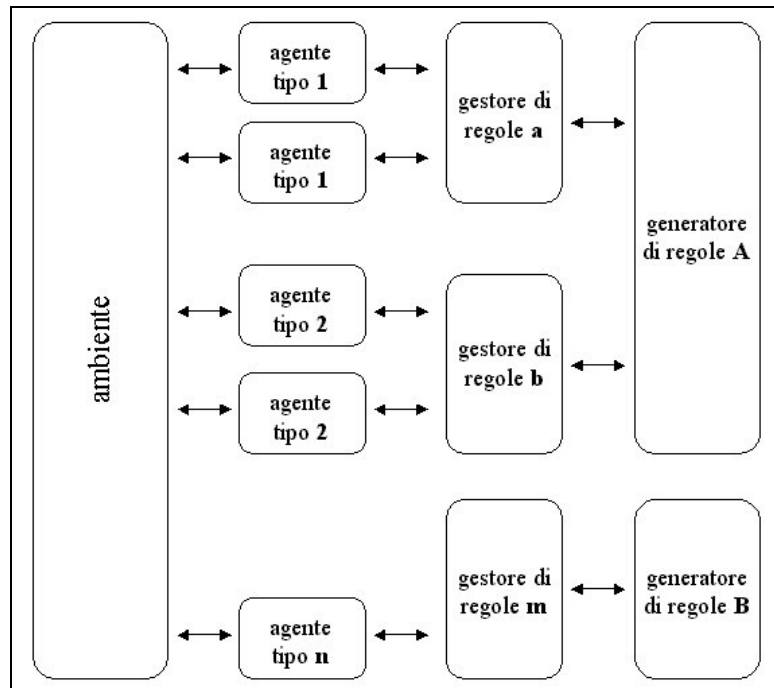 ambiente
agente
tipo 1
agente
tipo 1
gestore di
regole a
generatore
di regole A
agente
tipo 2
agente
tipo 2
gestore di
regole b
agente
tipo n
gestore di
regole m
generatore
di regole B